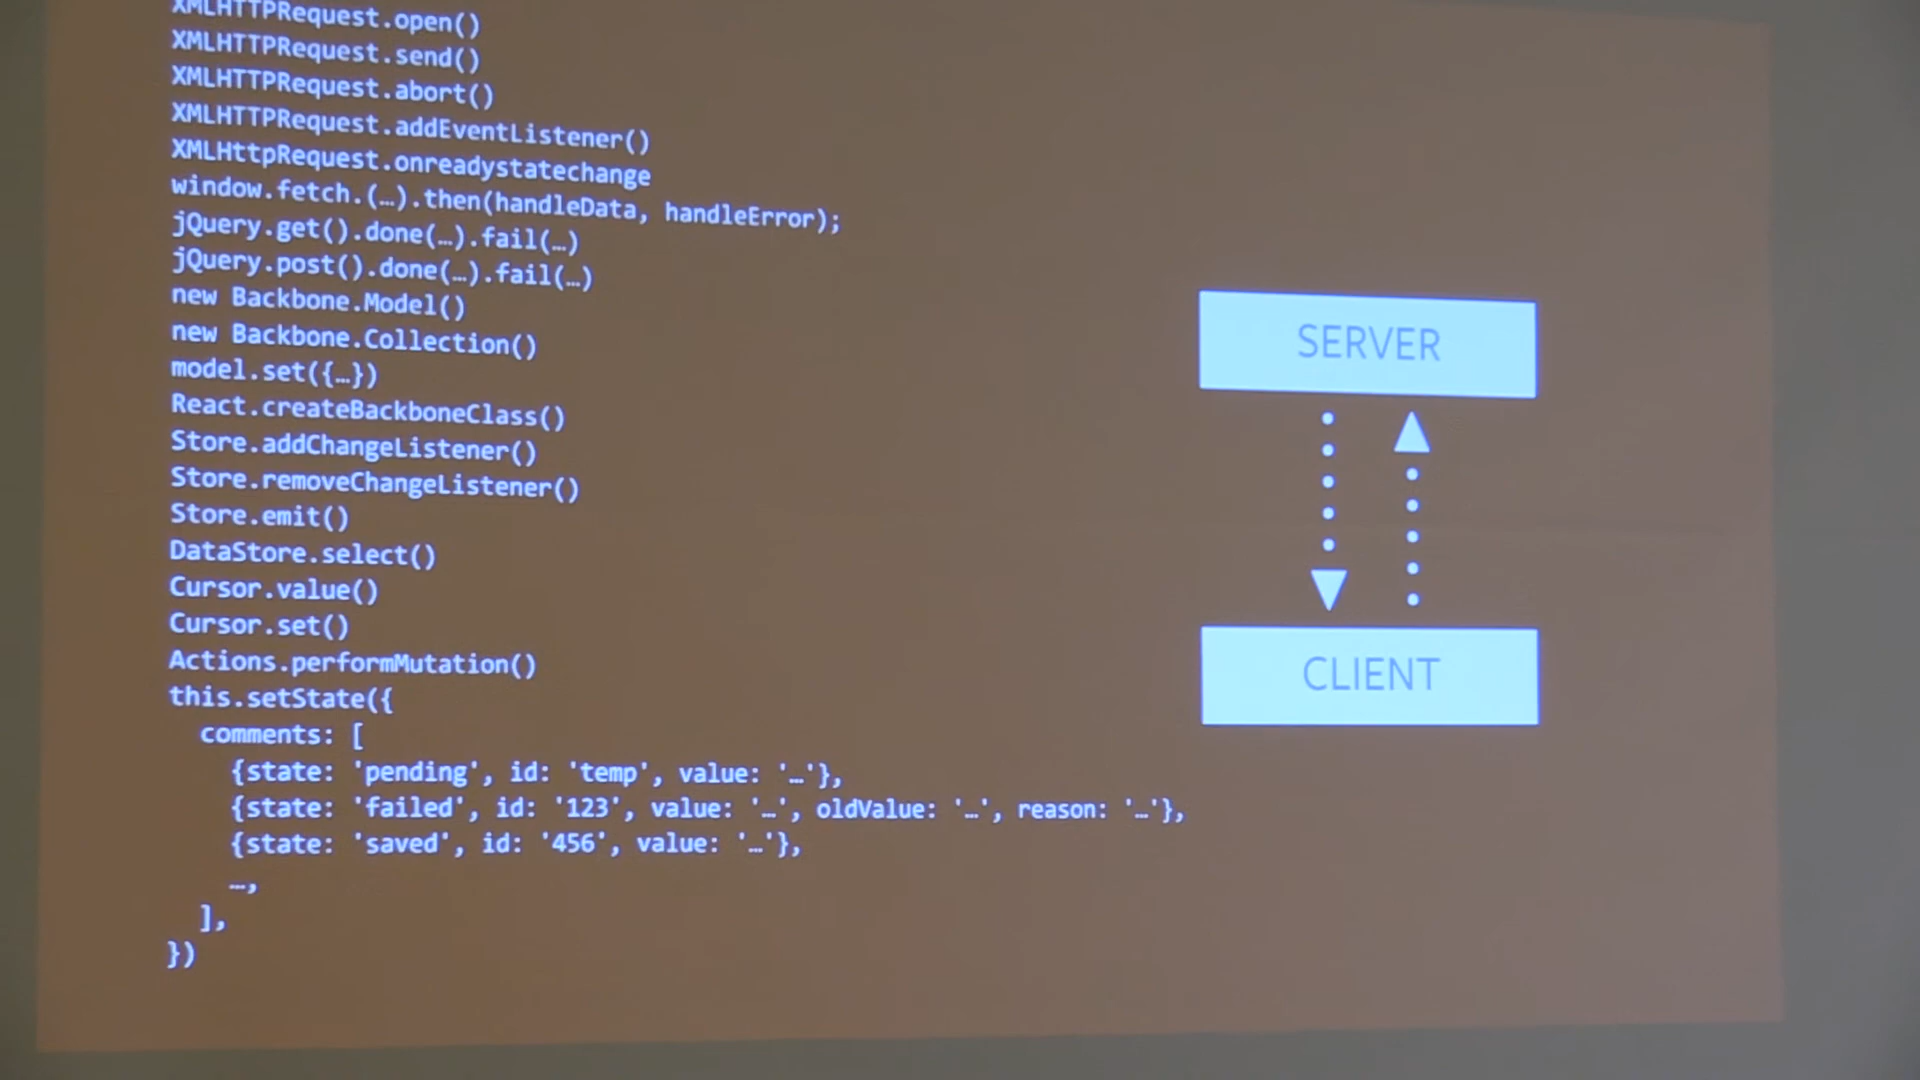 XMLHTTPRequest.open()
XMLHTTPRequest.send()
XMLHTTPRequest.abort()
XMLHTTPRequest.addEventListener()
XMLHttpRequest.onreadystatechange
window.fetch.(…).then(handleData, handleError);
jQuery.get().done(…).fail(…)
jQuery.post().done(…).fail(…)
new Backbone.Model()
new Backbone.Collection()
model.set({…})
React.createBackboneClass()
Store.addChangeListener()
Store.removeChangeListener()
Store.emit()
DataStore.select()
Cursor.value()
Cursor.set()
Actions.performMutation()
this.setState({
comments: [
{state: 'pending', id: 'temp', value: '…'},
{state: 'failed', id: '123', value: '…', oldValue: '…', reason: '…'},
{state: 'saved', id: '456', value: '…'},
…,
],
})
SERVER
CLIENT